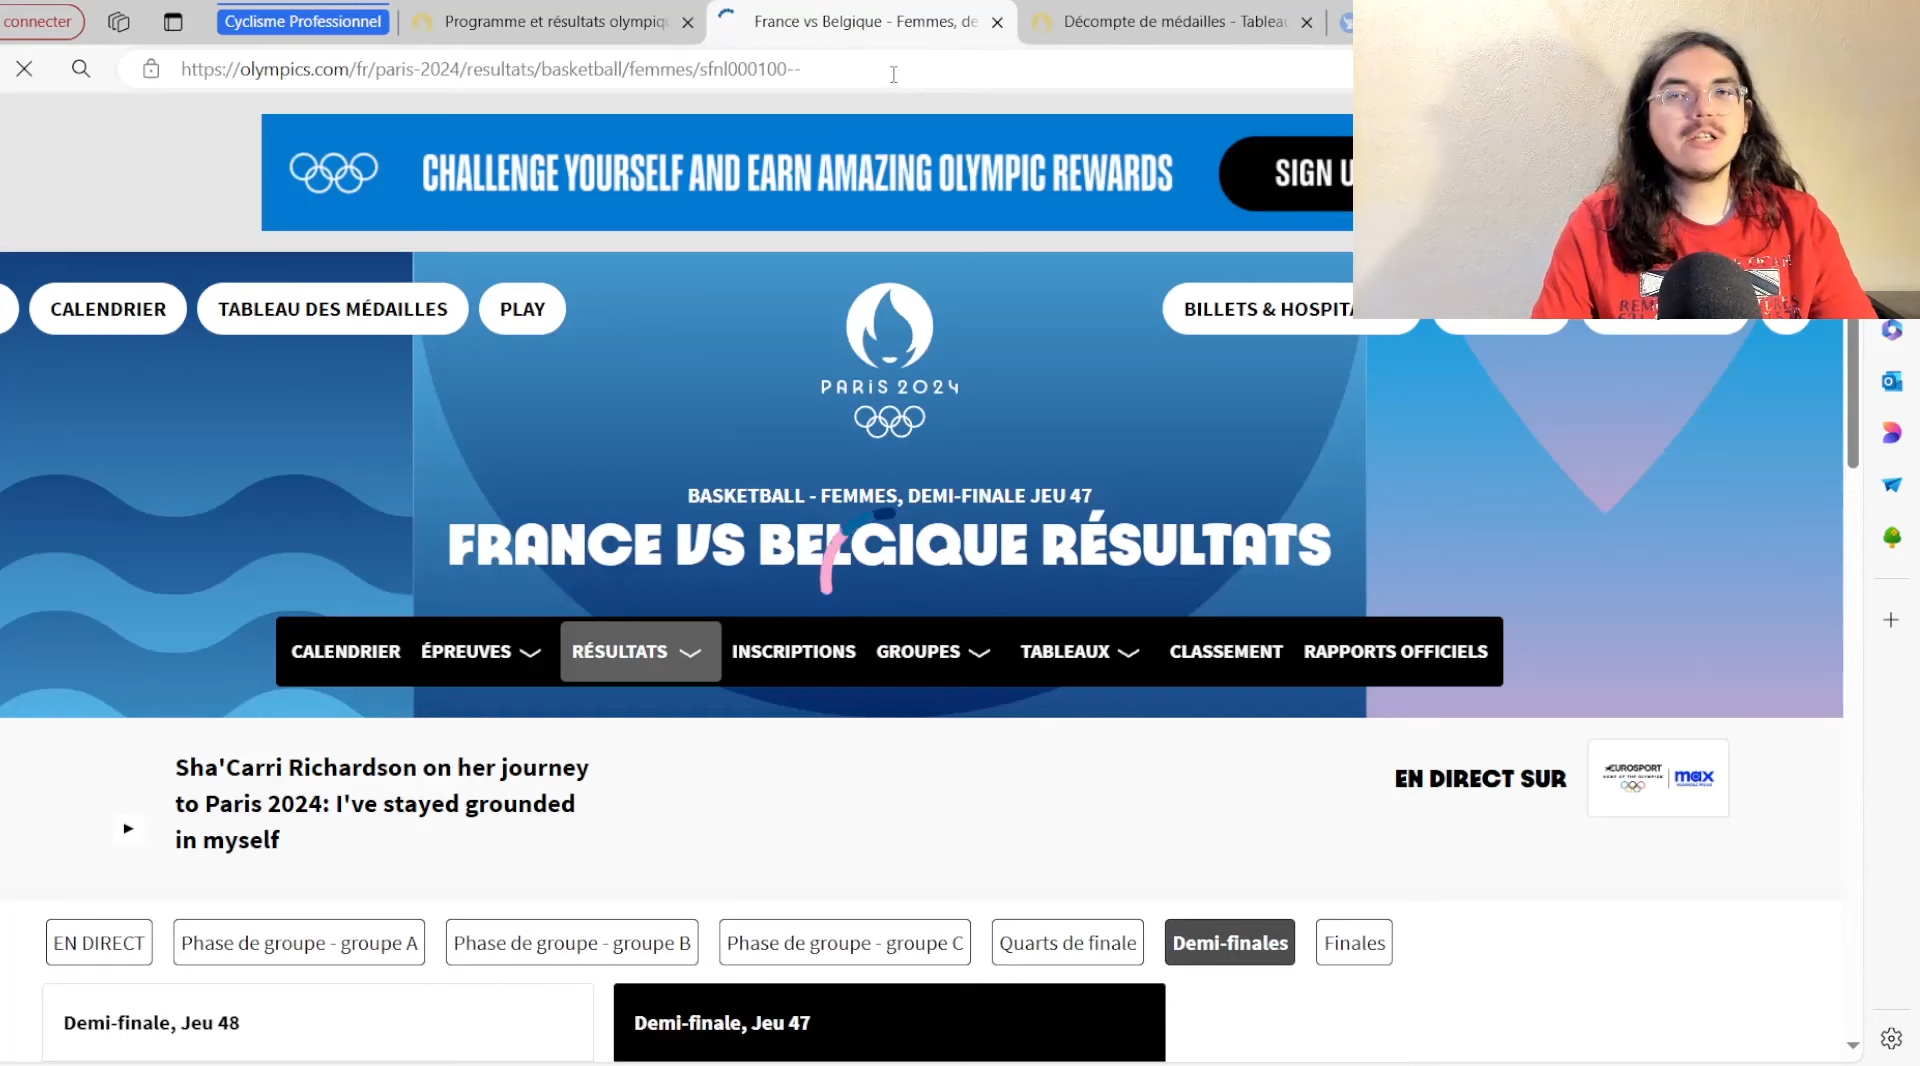 connecter
Cyclisme Professionnel
Programme et résultats olympiq
France vs Belgique - Femmes, de
Décompte de médailles - Tableau
https://olympics.com/fr/paris-2024/resultats/basketball/femmes/sfnl000100--
CHALLENGE YOURSELF AND EARN AMAZING OLYMPIC REWARDS
SIGN U
CALENDRIER
TABLEAU DES MÉDAILLES
PLAY
BILLETS & HOSPITA
PARIS 2024
BASKETBALL - FEMMES, DEMI-FINALE JEU 47
FRANCE VS BELGIQUE RÉSULTATS
CALENDRIER ÉPREUVES RÉSULTATS INSCRIPTIONS GROUPES TABLEAUX CLASSEMENT RAPPORTS OFFICIELS
Sha'Carri Richardson on her journey
to Paris 2024: I've stayed grounded
in myself
EN DIRECT SUR
EUROSPORT
max
EN DIRECT
Phase de groupe - groupe A
Phase de groupe - groupe B
Phase de groupe - groupe C
Quarts de finale
Demi-finales
Finales
Demi-finale, Jeu 48
Demi-finale, Jeu 47